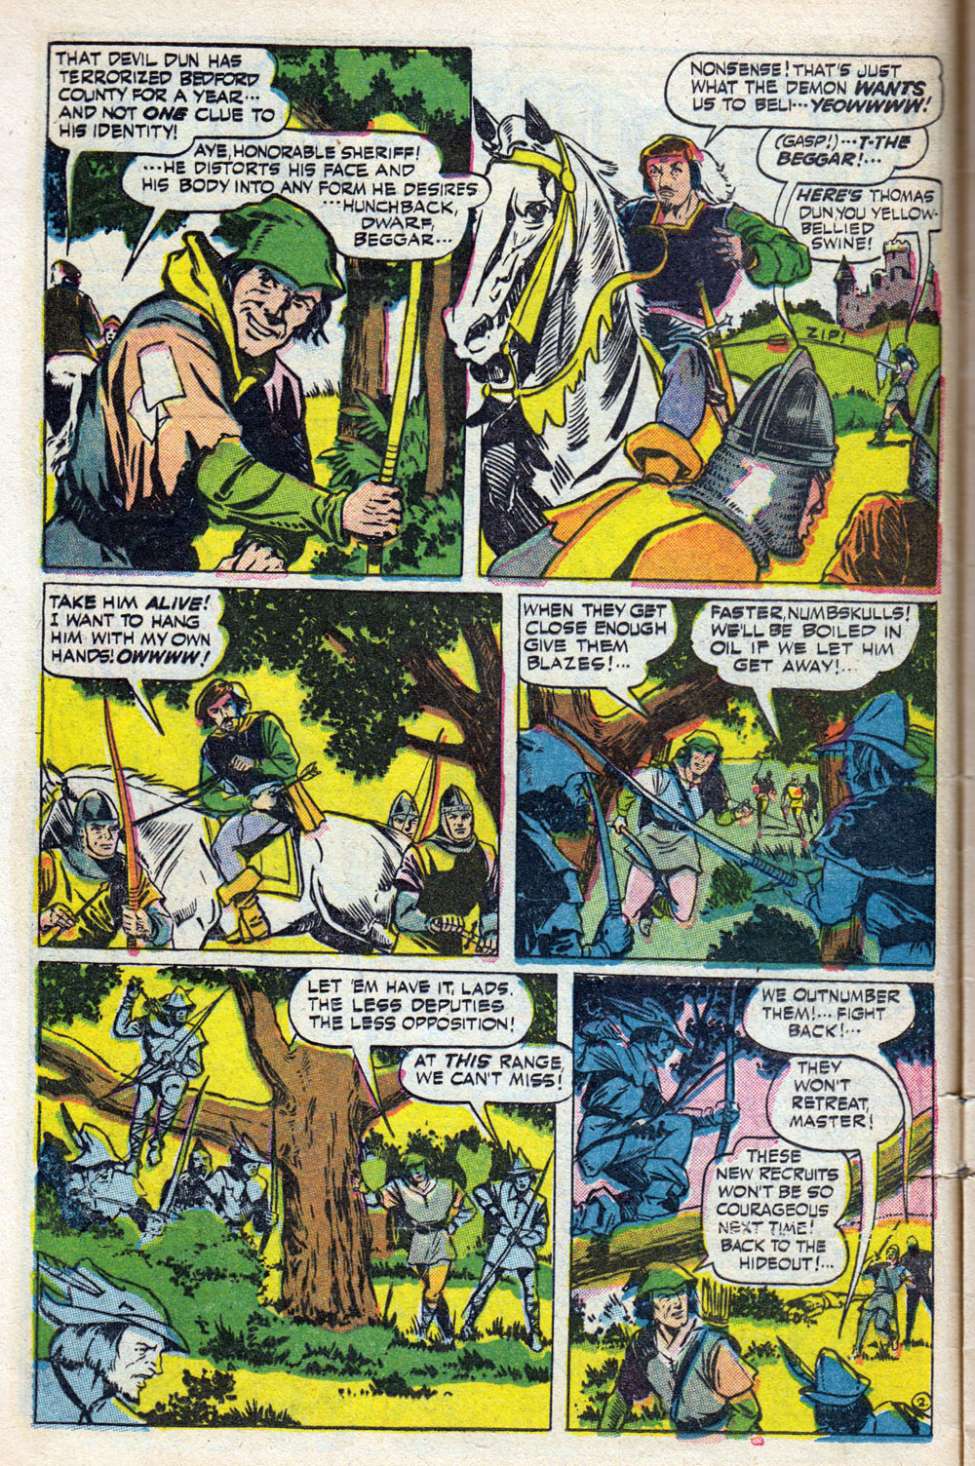 THAT DEVIL DUN HAS
TERRORIZED BEDFORD
COUNTY FOR A YEAR...
AND NOT ONE CLUE TO
HIS IDENTITY!
AYE, HONORABLE SHERIFF!
...HE DISTORTS HIS FACE AND
HIS BODY INTO ANY FORM HE DESIRES
...HUNCHBACK,
DWARF,
BEGGAR...
NONSENSE! THAT'S JUST
WHAT THE DEMON WANTS
US TO BELI...YEOWWWW!
(GASP!)...T-THE
BEGGAR!...
HERE'S THOMAS
DUN, YOU YELLOW-
BELLIED
SWINE!
ZIP!
TAKE HIM ALIVE!
I WANT TO HANG
HIM WITH MY OWN
HANDS! OWWWW!
WHEN THEY GET
CLOSE ENOUGH
GIVE THEM
BLAZES!...
FASTER, NUMBSKULLS!
WE'LL BE BOILED IN
OIL IF WE LET HIM
GET AWAY!...
LET 'EM HAVE IT, LADS.
THE LESS DEPUTIES
THE LESS OPPOSITION!
AT THIS RANGE,
WE CAN'T MISS!
WE OUTNUMBER
THEM!... FIGHT
BACK!...
THEY
WON'T
RETREAT,
MASTER!
THESE
NEW RECRUITS
WON'T BE SO
COURAGEOUS
NEXT TIME!
BACK TO THE
HIDEOUT!...
2